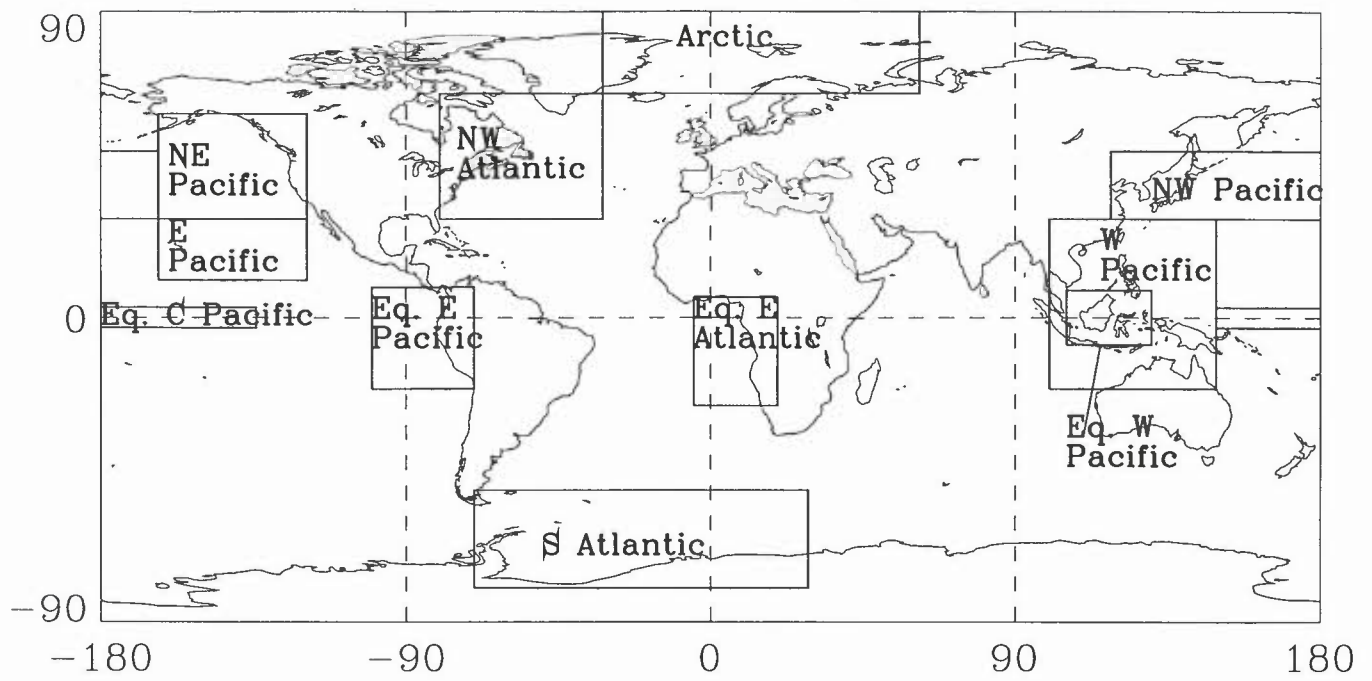 90
Arctic
NE
Pacific
NW
Atlantic
NW Pacific
E
Pacific
W
Pacific
0
Eq. C Pacific
Eq. E
Pacific
Eq. E
Atlantic
Eq. W
Pacific
S Atlantic
-90
-180
-90
0
90
180